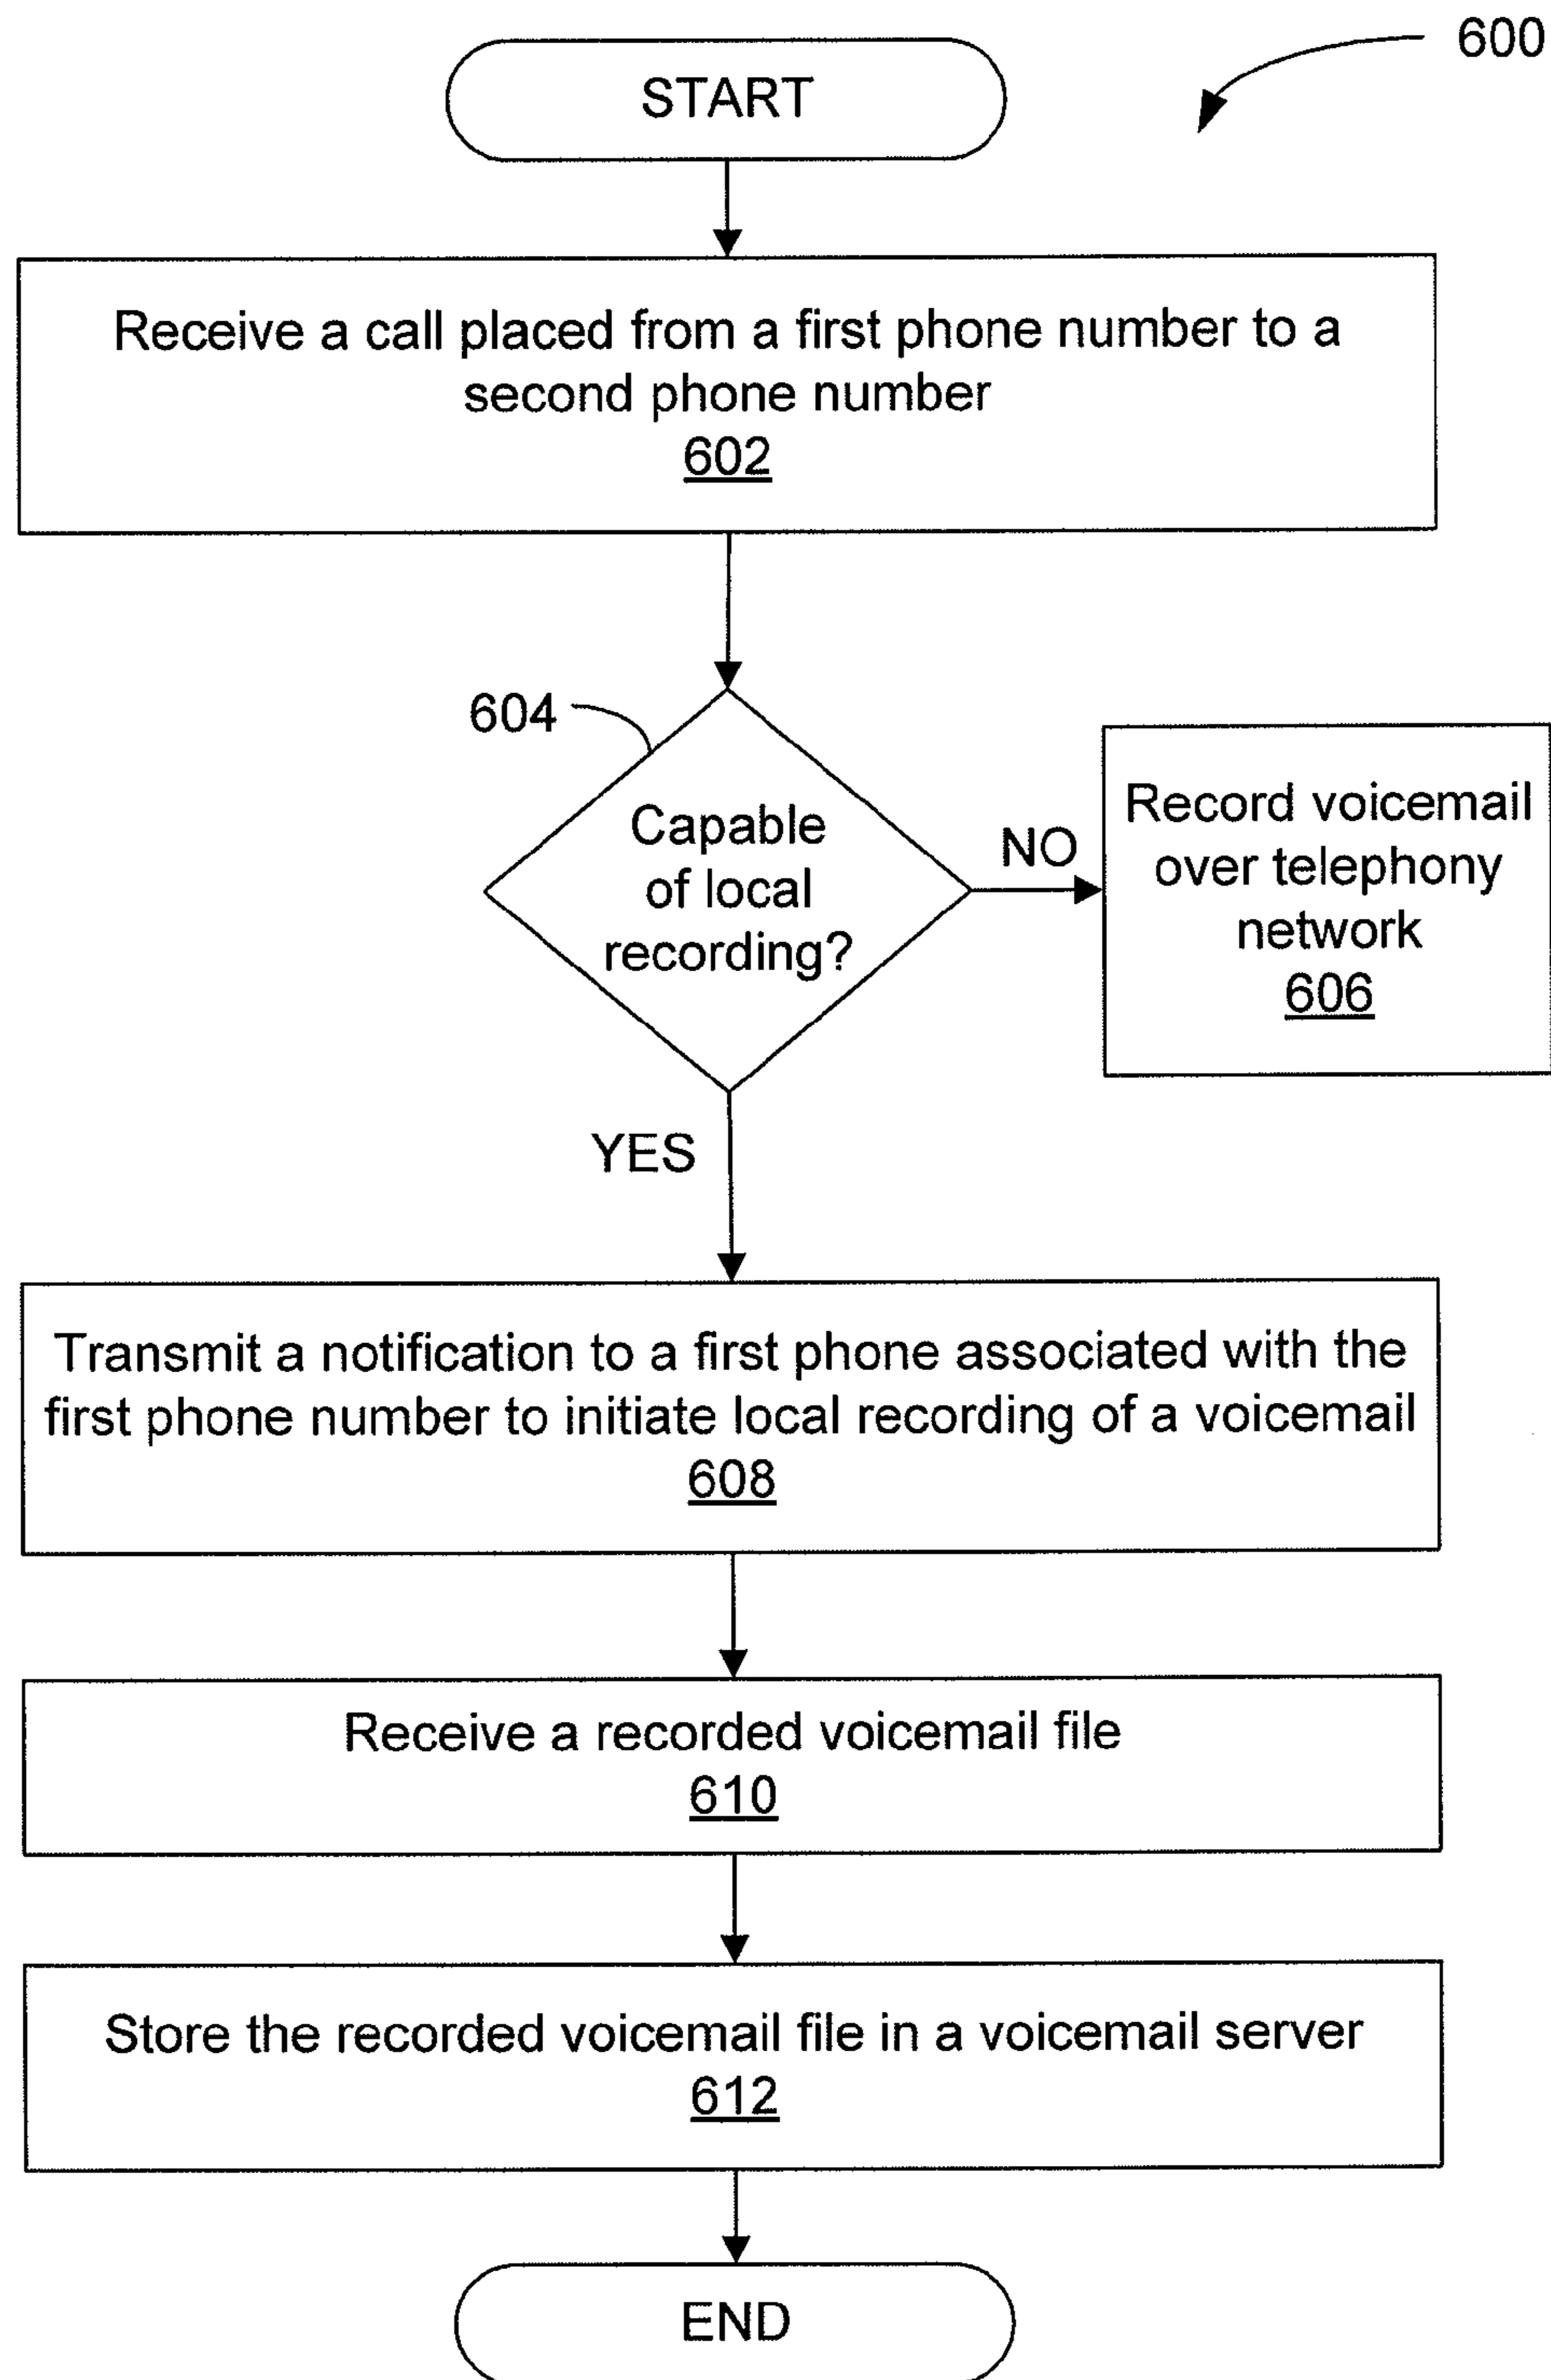 600
START
Receive a call placed from a first phone number to a
second phone number
602
604
Capable
of local
recording?
NO
Record voicemail
over telephony
network
606
YES
Transmit a notification to a first phone associated with the
first phone number to initiate local recording of a voicemail
608
Receive a recorded voicemail file
610
Store the recorded voicemail file in a voicemail server
612
END